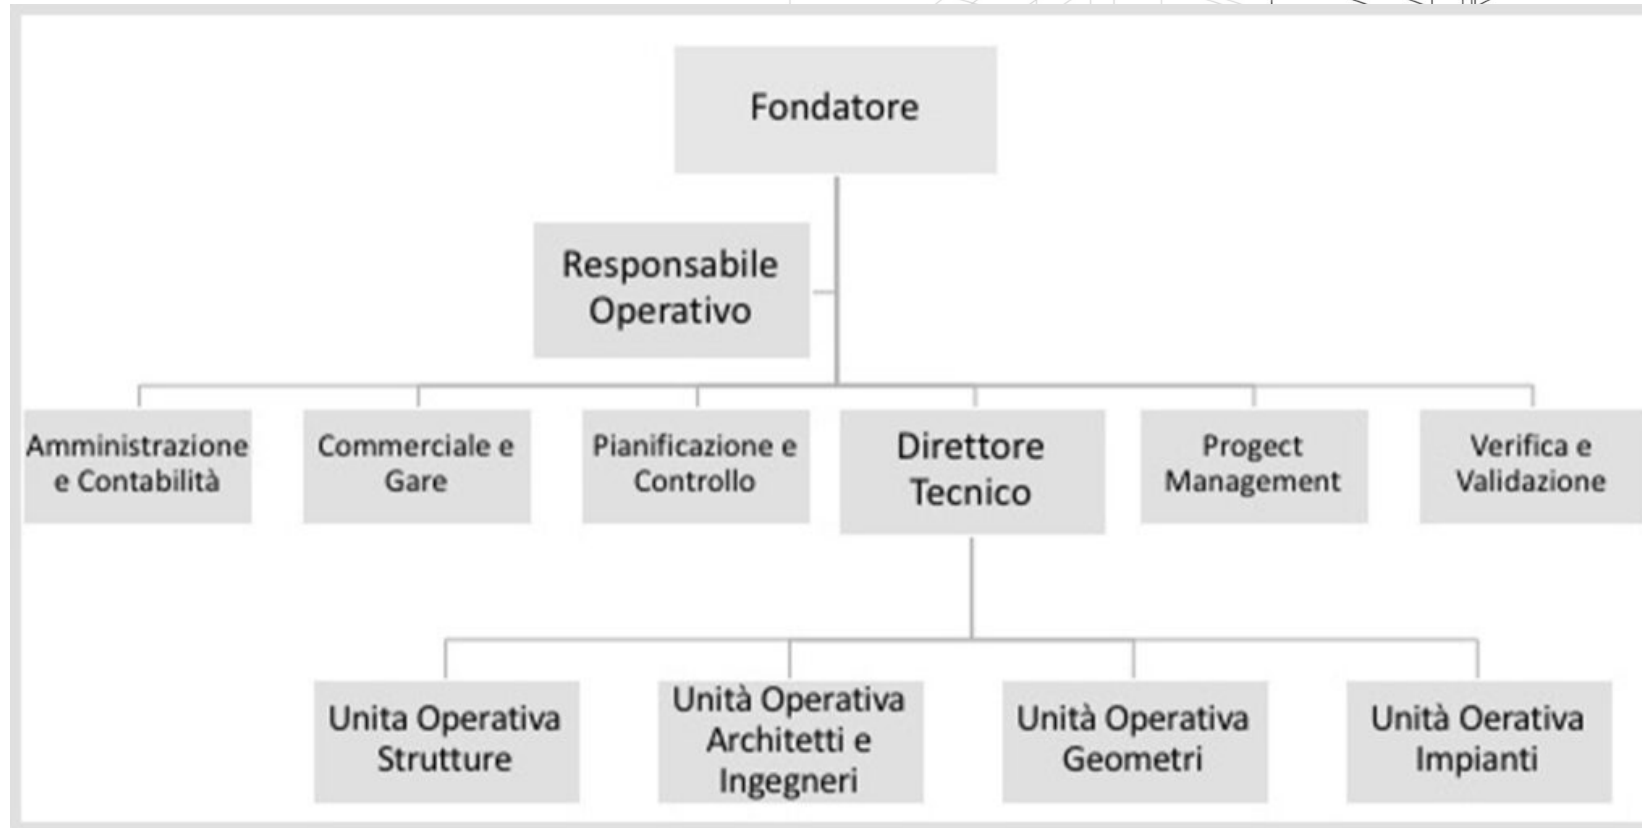 Fondatore
Responsabile
Operativo
Amministrazione
e Contabilità
Commerciale e
Gare
Pianificazione e
Controllo
Direttore
Tecnico
Progect
Management
Verifica e
Validazione
Unita Operativa
Strutture
Unità Operativa
Architetti e
Ingegneri
Unità Operativa
Geometri
Unità Oerativa
Impianti